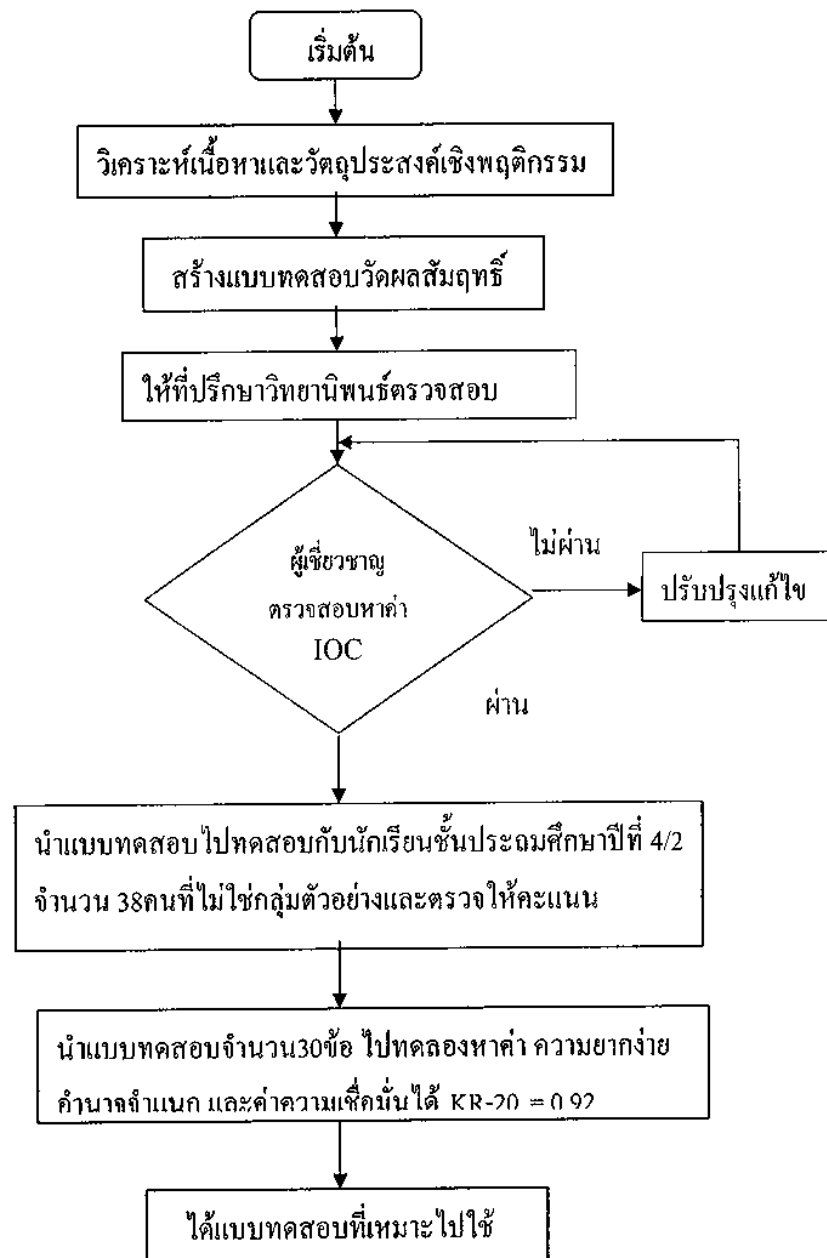 เริ่มต้น
วิเคราะห์เนื้อหาและวัตถุประสงค์เชิงพฤติกรรม
สร้างแบบทดสอบวัดผลสัมฤทธิ์
ให้ที่ปรึกษาวิทยานิพนธ์ตรวจสอบ
ผู้เชี่ยวชาญ
ตรวจสอบหาค่า
IOC
ไม่ผ่าน
ปรับปรุงแก้ไข
ผ่าน
นำแบบทดสอบไปทดสอบกับนักเรียนชั้นประถมศึกษาปีที่ 4/2
จำนวน 38คนที่ไม่ใช่กลุ่มตัวอย่างและตรวจให้คะแนน
นำแบบทดสอบจำนวน30ข้อ ไปทดลองหาค่า ความยากง่าย
อำนาจจำแนก และค่าความเชื่อมั่นได้ KR-20 = 0.92
ได้แบบทดสอบที่เหมาะไปใช้